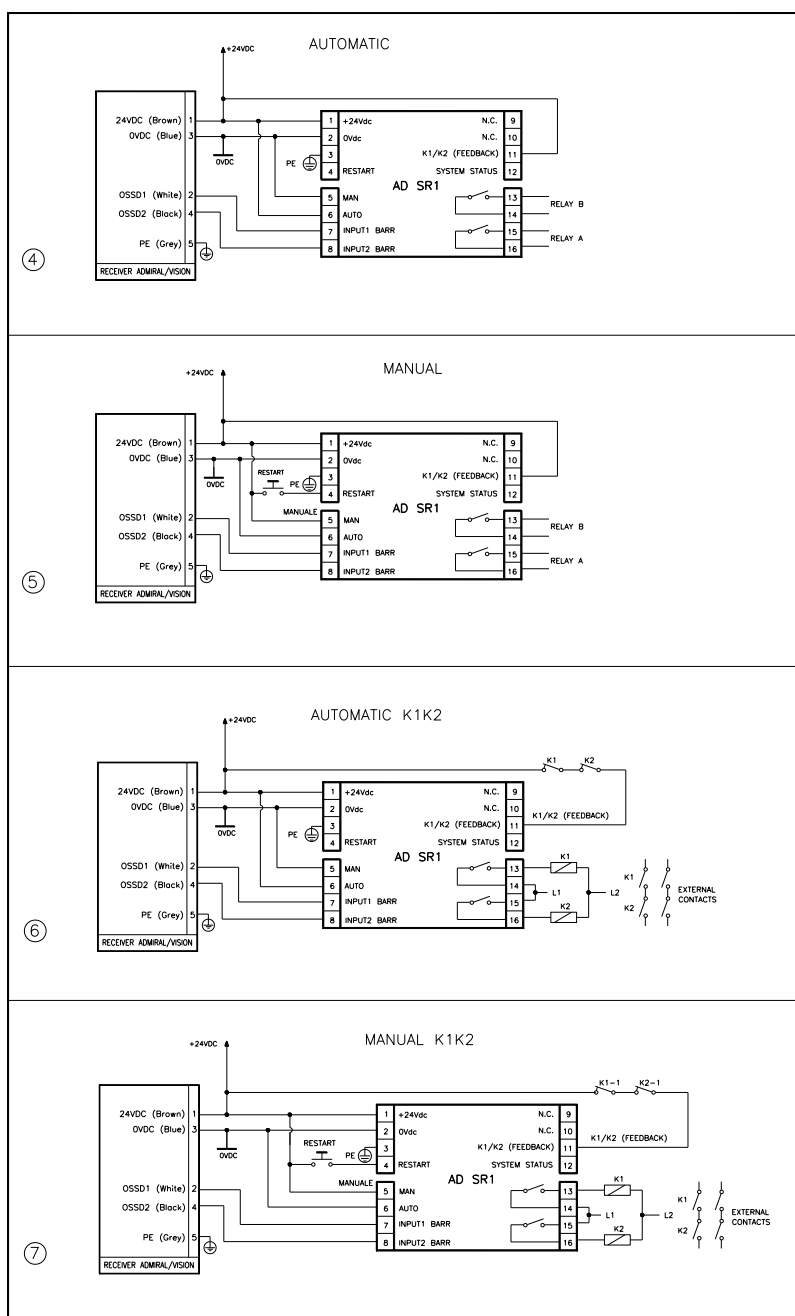 AUTOMATIC
+24VDC
24VDC (Brown) 1
0VDC (Blue) 3
0VDC
OSSD1 (White) 2
OSSD2 (Black) 4
PE (Grey) 5
RECEIVER ADMIRAL/VISION
PE
1 +24Vdc
2 0Vdc
3
4 RESTART
5 MAN
6 AUTO
7 INPUT1 BARR
8 INPUT2 BARR
AD SR1
N.C. 9
N.C. 10
K1/K2 (FEEDBACK) 11
SYSTEM STATUS 12
13
14
15
16
RELAY B
RELAY A
4
MANUAL
+24VDC
24VDC (Brown) 1
0VDC (Blue) 3
0VDC
OSSD1 (White) 2
OSSD2 (Black) 4
PE (Grey) 5
RECEIVER ADMIRAL/VISION
RESTART
PE
MANUALE
1 +24Vdc
2 0Vdc
3
4 RESTART
5 MAN
6 AUTO
7 INPUT1 BARR
8 INPUT2 BARR
AD SR1
N.C. 9
N.C. 10
K1/K2 (FEEDBACK) 11
SYSTEM STATUS 12
13
14
15
16
RELAY B
RELAY A
5
AUTOMATIC K1K2
+24VDC
24VDC (Brown) 1
0VDC (Blue) 3
0VDC
OSSD1 (White) 2
OSSD2 (Black) 4
PE (Grey) 5
RECEIVER ADMIRAL/VISION
PE
1 +24Vdc
2 0Vdc
3
4 RESTART
5 MAN
6 AUTO
7 INPUT1 BARR
8 INPUT2 BARR
AD SR1
N.C. 9
N.C. 10
K1/K2 (FEEDBACK) 11
SYSTEM STATUS 12
13
14
15
16
K1 K2
K1/K2 (FEEDBACK)
K1
L1
L2
K2
K1
K2
EXTERNAL
CONTACTS
6
MANUAL K1K2
+24VDC
24VDC (Brown) 1
0VDC (Blue) 3
0VDC
OSSD1 (White) 2
OSSD2 (Black) 4
PE (Grey) 5
RECEIVER ADMIRAL/VISION
RESTART
PE
MANUALE
1 +24Vdc
2 0Vdc
3
4 RESTART
5 MAN
6 AUTO
7 INPUT1 BARR
8 INPUT2 BARR
AD SR1
N.C. 9
N.C. 10
K1/K2 (FEEDBACK) 11
SYSTEM STATUS 12
13
14
15
16
K1-1 K2-1
K1/K2 (FEEDBACK)
K1
L1
L2
K2
K1
K2
EXTERNAL
CONTACTS
7